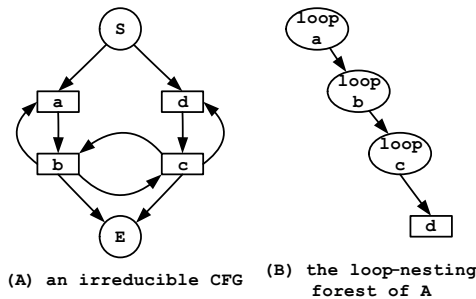 S
a
d
b
c
E
(A) an irreducible CFG
loop
a
loop
b
loop
c
d
(B) the loop-nesting
forest of A